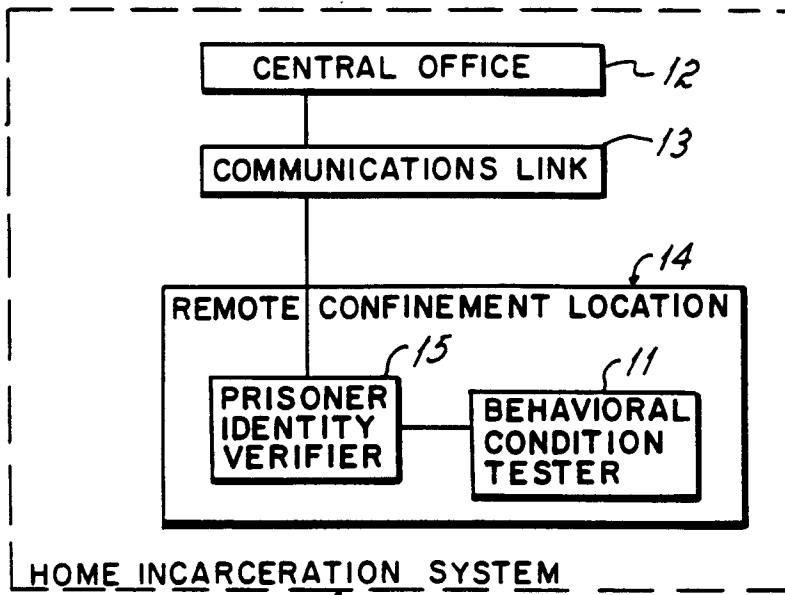 CENTRAL OFFICE
12
COMMUNICATIONS LINK
13
14
REMOTE CONFINEMENT LOCATION
15
PRISONER
IDENTITY
VERIFIER
11
BEHAVIORAL
CONDITION
TESTER
HOME INCARCERATION SYSTEM